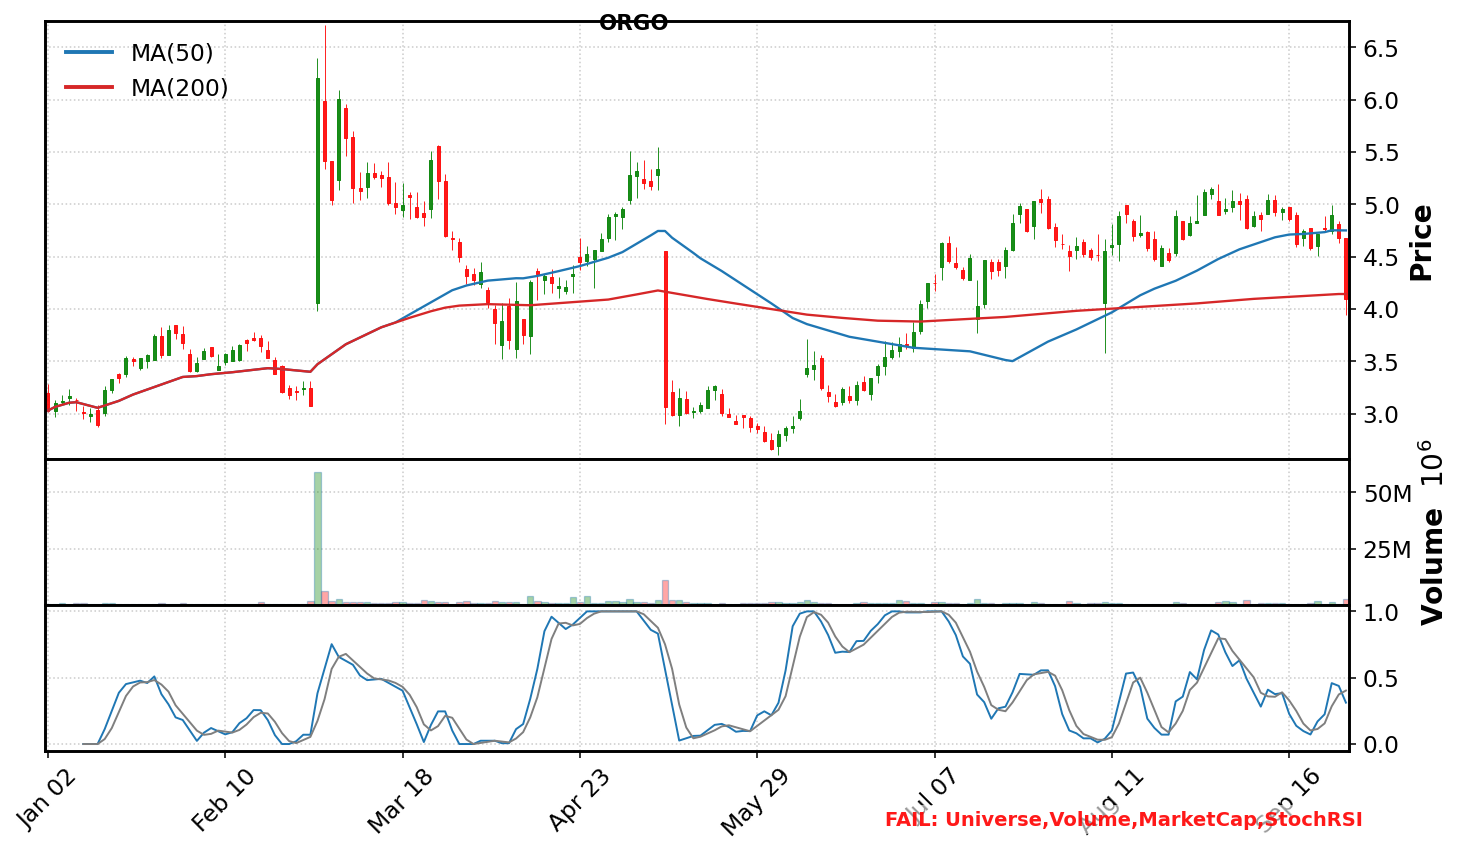 ORGO
MA(50)
MA(200)
6.5
6.0
5.5
5.0
4.5
4.0
3.5
3.0
Price
50M
25M
Volume 10^6
1.0
0.5
0.0
Jan 02
Feb 10
Mar 18
Apr 23
May 29
Jul 07
Aug 11
Sep 16
FAIL: Universe,Volume,MarketCap,StochRSI